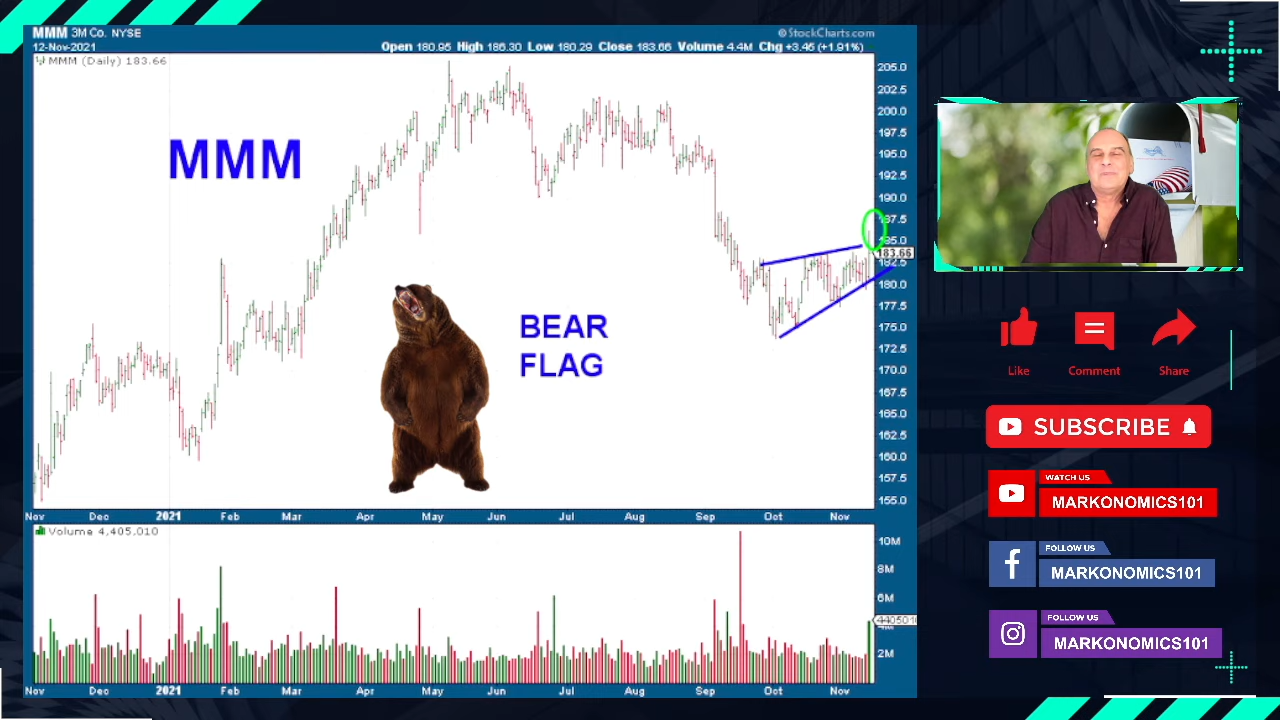 MMM 3M Co. NYSE
© StockCharts.com
12-Nov-2021
Open 180.95 High 186.30 Low 180.29 Close 183.66 Volume 4.4M Chg +3.45 (+1.91%)
MMM (Daily) 183.66
205.0
202.5
200.0
197.5
195.0
192.5
190.0
187.5
185.0
183.66
182.5
180.0
177.5
175.0
172.5
170.0
167.5
165.0
162.5
160.0
157.5
155.0
MMM
BEAR
FLAG
Nov Dec 2021 Feb Mar Apr May Jun Jul Aug Sep Oct Nov
Volume 4,405,010
10M
8M
6M
4405010
4M
2M
Nov Dec 2021 Feb Mar Apr May Jun Jul Aug Sep Oct Nov
Like Comment Share
SUBSCRIBE
WATCH US
MARKONOMICS101
FOLLOW US
MARKONOMICS101
FOLLOW US
MARKONOMICS101